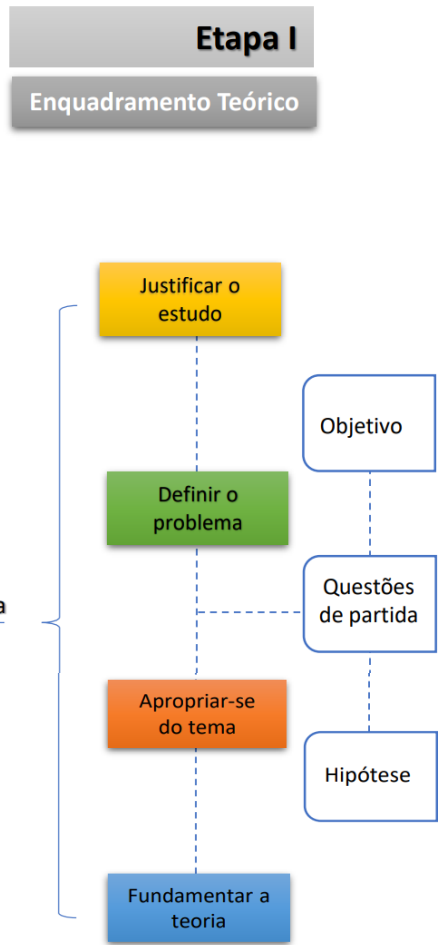 Etapa I
Enquadramento Teórico
Justificar o
estudo
Objetivo
Definir o
problema
Questões
de partida
Apropriar-se
do tema
Hipótese
Fundamentar a
teoria